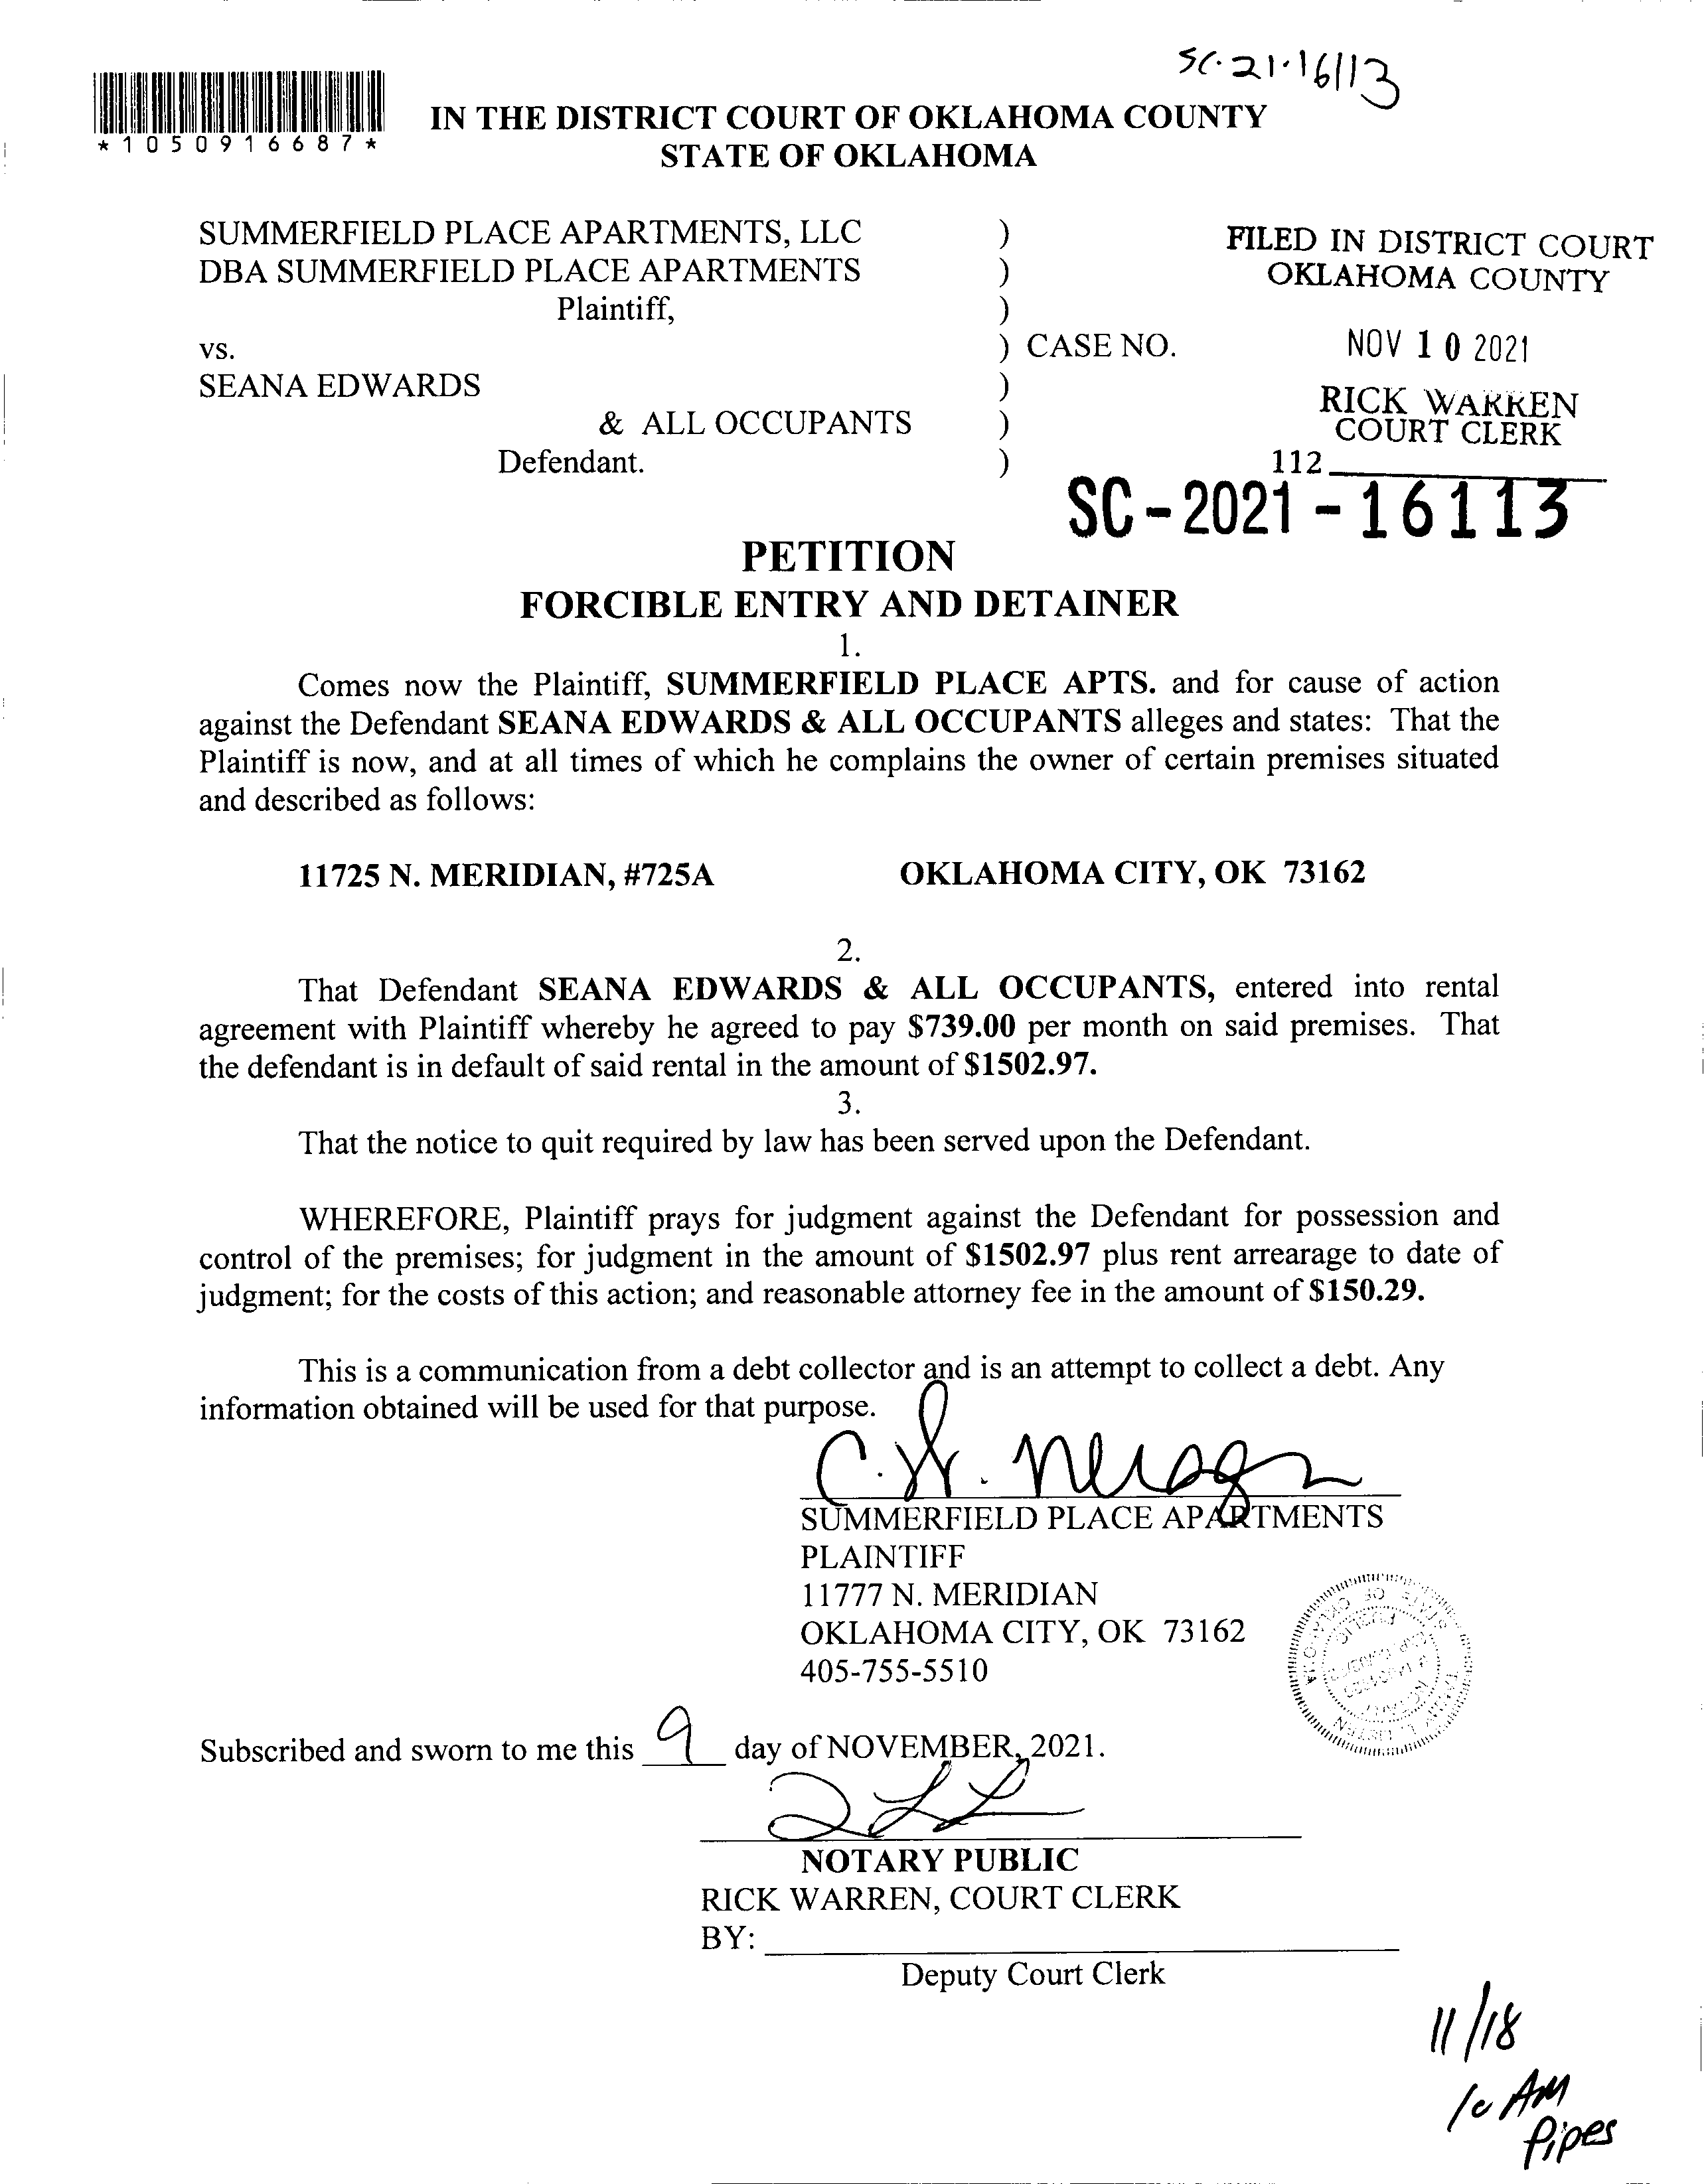 SC-21-16113
*1050916687*
IN THE DISTRICT COURT OF OKLAHOMA COUNTY
STATE OF OKLAHOMA
SUMMERFIELD PLACE APARTMENTS, LLC )
DBA SUMMERFIELD PLACE APARTMENTS )
Plaintiff, )
vs. ) CASE NO.
SEANA EDWARDS )
& ALL OCCUPANTS )
Defendant. )
FILED IN DISTRICT COURT
OKLAHOMA COUNTY
NOV 10 2021
RICK WARREN
COURT CLERK
112
SC-2021-16113
PETITION
FORCIBLE ENTRY AND DETAINER
1.
Comes now the Plaintiff, SUMMERFIELD PLACE APTS. and for cause of action
against the Defendant SEANA EDWARDS & ALL OCCUPANTS alleges and states: That the
Plaintiff is now, and at all times of which he complains the owner of certain premises situated
and described as follows:
11725 N. MERIDIAN, #725A OKLAHOMA CITY, OK 73162
2.
That Defendant SEANA EDWARDS & ALL OCCUPANTS, entered into rental
agreement with Plaintiff whereby he agreed to pay $739.00 per month on said premises. That
the defendant is in default of said rental in the amount of $1502.97.
3.
That the notice to quit required by law has been served upon the Defendant.
WHEREFORE, Plaintiff prays for judgment against the Defendant for possession and
control of the premises; for judgment in the amount of $1502.97 plus rent arrearage to date of
judgment; for the costs of this action; and reasonable attorney fee in the amount of $150.29.
This is a communication from a debt collector and is an attempt to collect a debt. Any
information obtained will be used for that purpose.
SUMMERFIELD PLACE APARTMENTS
PLAINTIFF
11777 N. MERIDIAN
OKLAHOMA CITY, OK 73162
405-755-5510
STATE OF OKLAHOMA
NOTARY
PUBLIC
Subscribed and sworn to me this 9 day of NOVEMBER, 2021.
NOTARY PUBLIC
RICK WARREN, COURT CLERK
BY:
Deputy Court Clerk
11/18
10 AM
Pipes